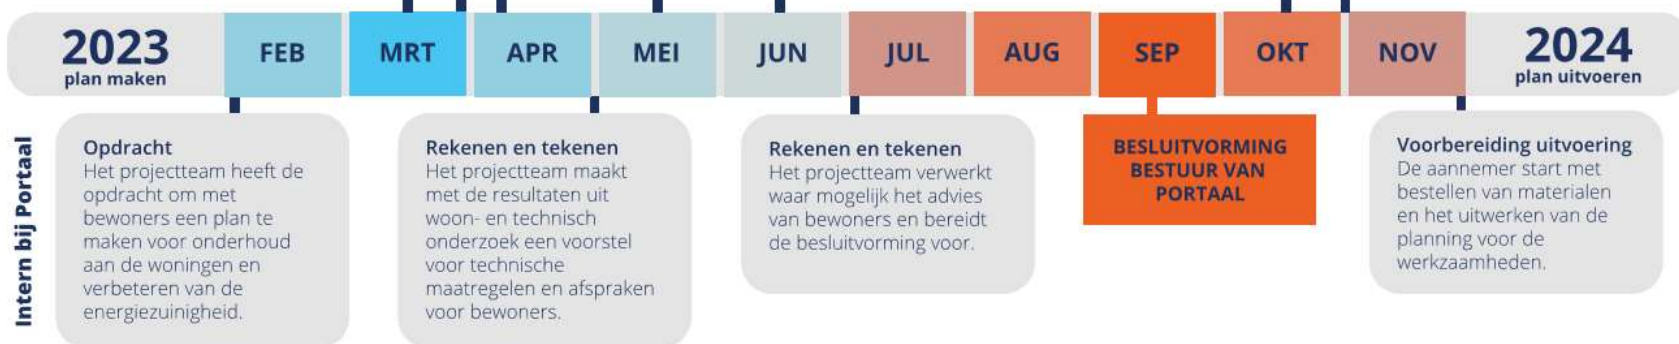 2023
plan maken
FEB
MRT
APR
MEI
JUN
JUL
AUG
SEP
OKT
NOV
2024
plan uitvoeren
Intern bij Portaal
Opdracht
Het projectteam heeft de
opdracht om met
bewoners een plan te
maken voor onderhoud
aan de woningen en
verbeteren van de
energiezuinigheid.
Rekenen en tekenen
Het projectteam maakt
met de resultaten uit
woon- en technisch
onderzoek een voorstel
voor technische
maatregelen en afspraken
voor bewoners.
Rekenen en tekenen
Het projectteam verwerkt
waar mogelijk het advies
van bewoners en bereidt
de besluitvorming voor.
BESLUITVORMING
BESTUUR VAN
PORTAAL
Voorbereiding uitvoering
De aannemer start met
bestellen van materialen
en het uitwerken van de
planning voor de
werkzaamheden.